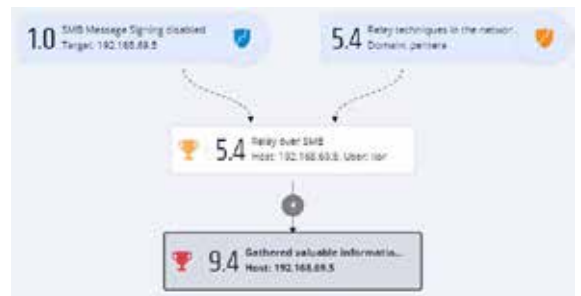 1.0
SMB Message Signing disabled
Target: 192.168.69.5
5.4
Relay techniques in the networ...
Domain: pentera
5.4
Relay over SMB
Host: 192.168.69.5, User: lior
9.4
Gathered valuable informatio...
Host: 192.168.69.5